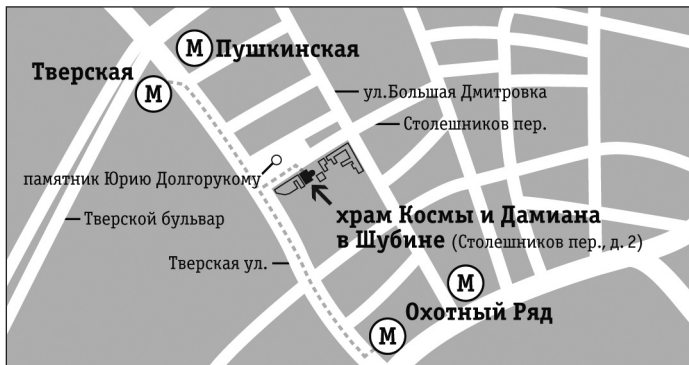 М Пушкинская
Тверская
М
ул.Большая Дмитровка
Столешников пер.
памятник Юрию Долгорукому
Тверской бульвар
храм Космы и Дамиана
в Шубине (Столешников пер., д. 2)
Тверская ул.
М
Охотный Ряд
М